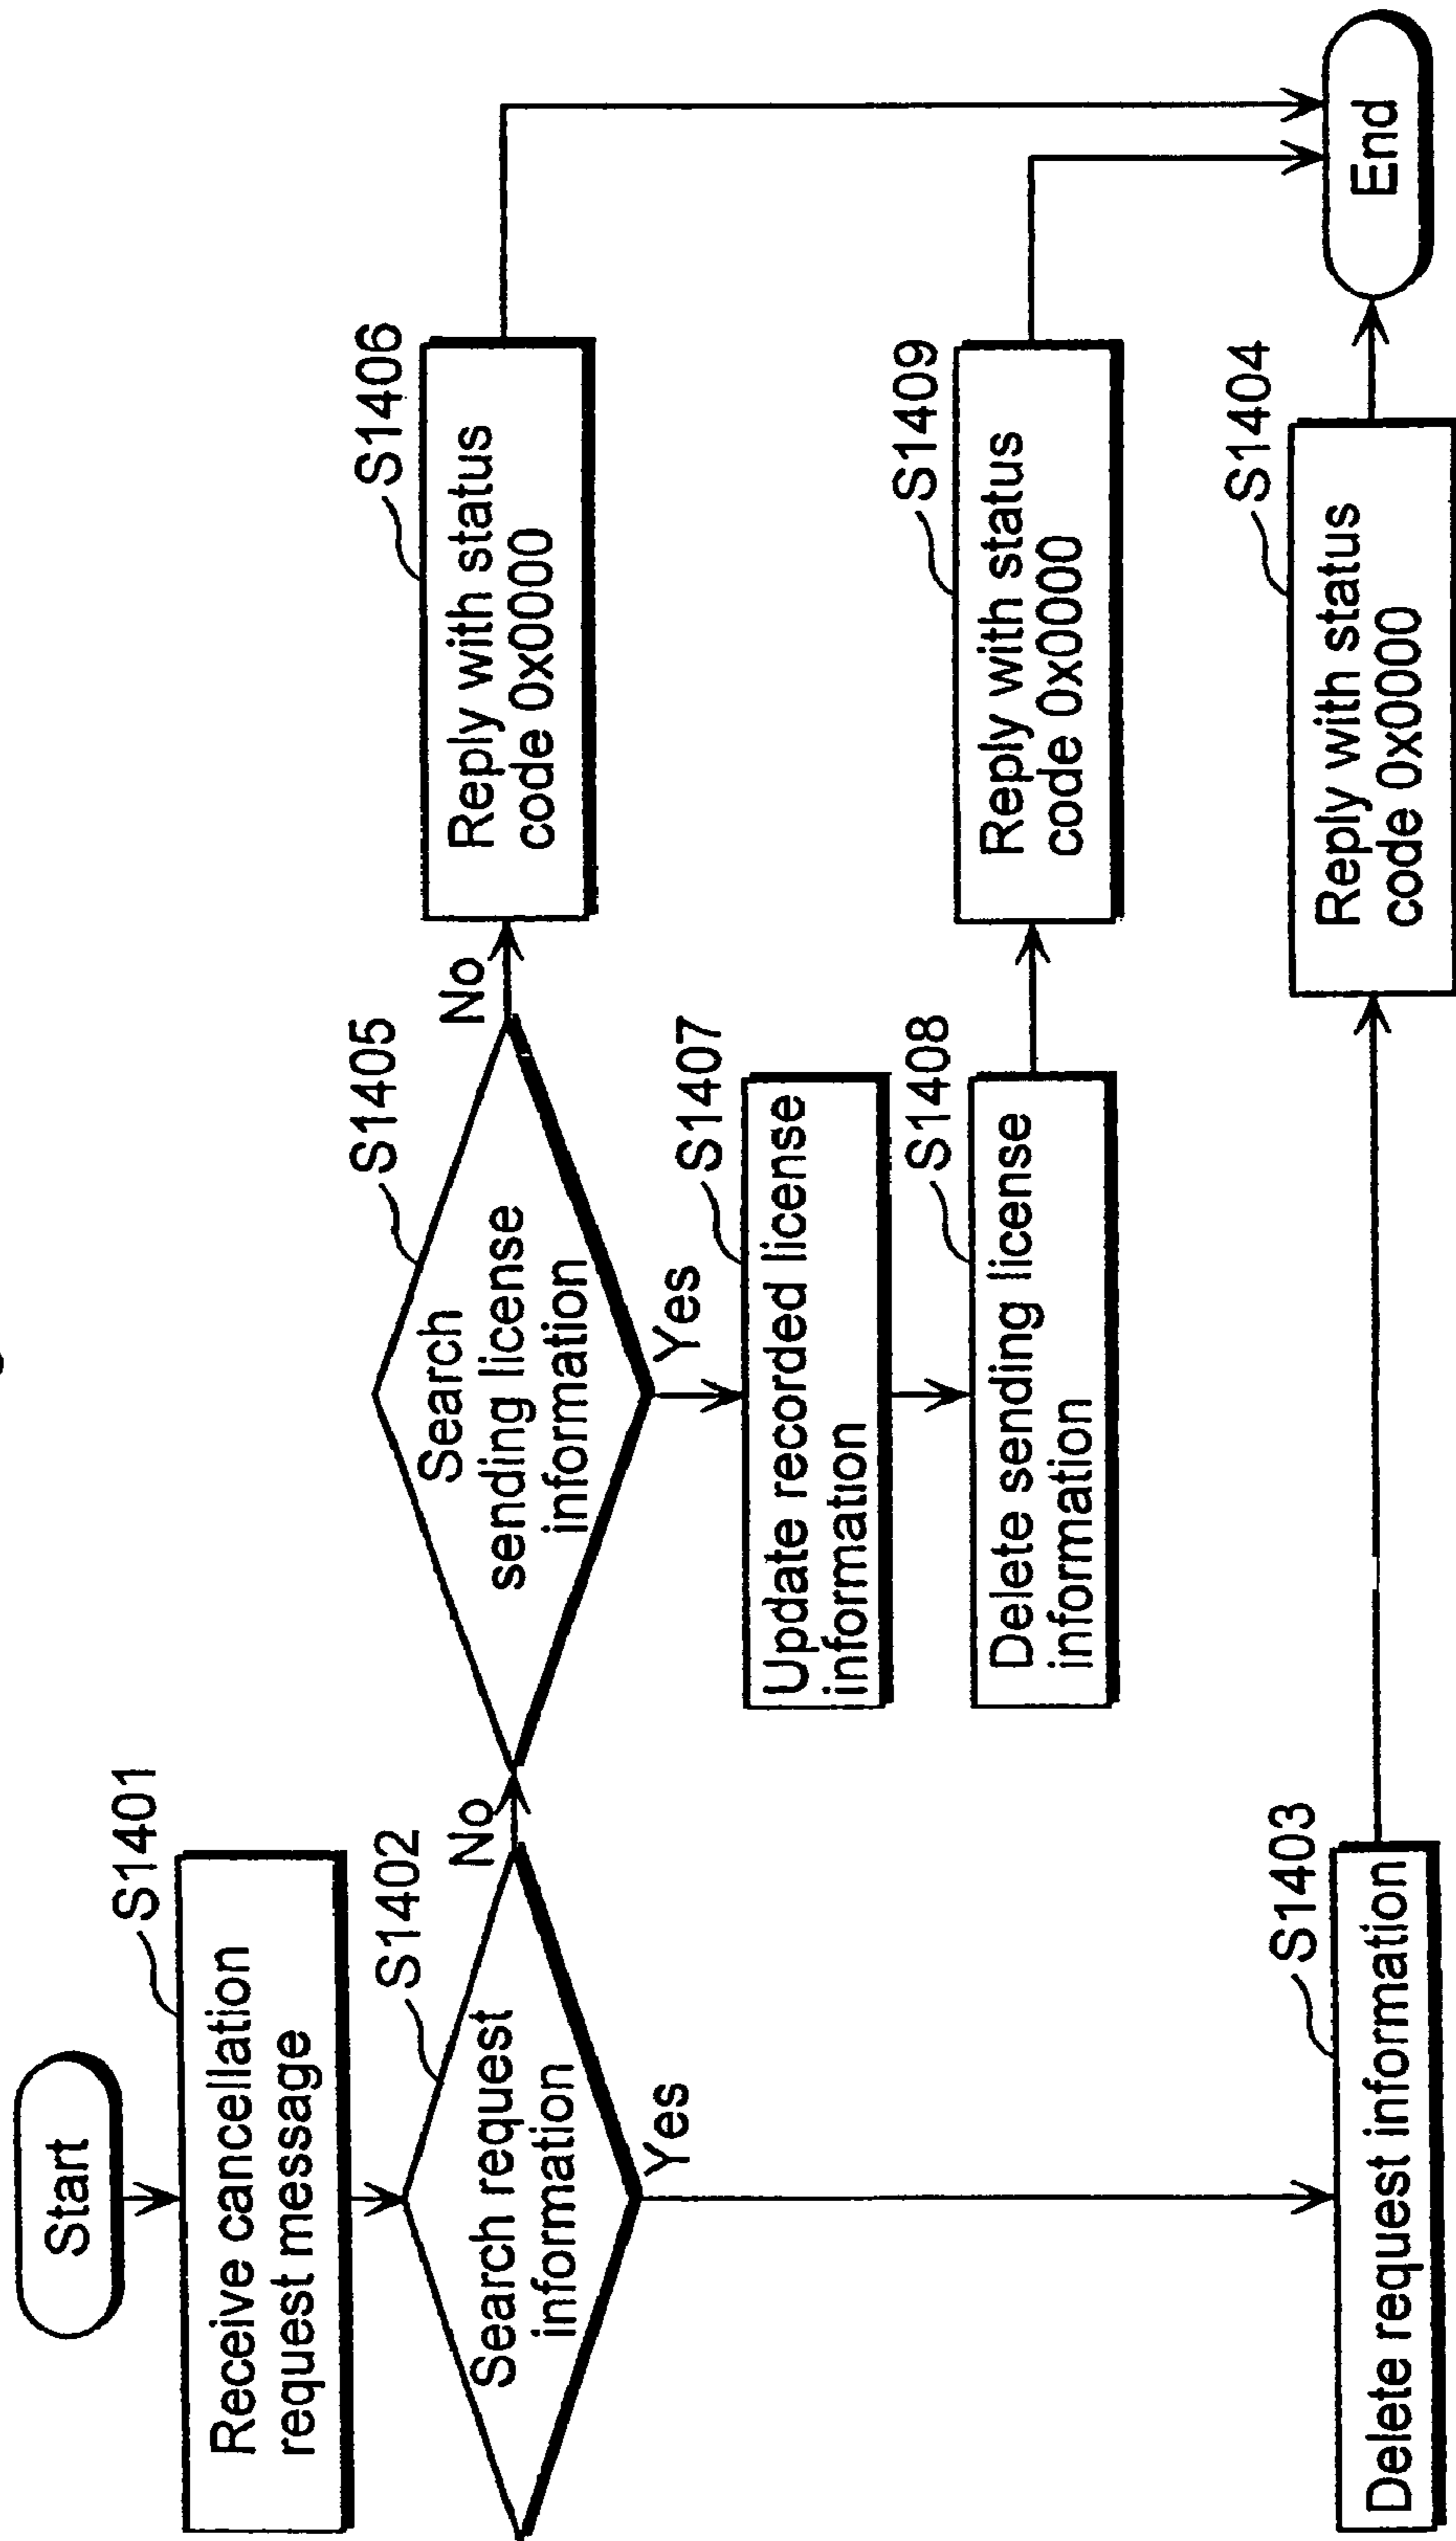 Start
S1401
Receive cancellation
request message
S1402
Search request
information
No
Yes
S1405
Search
sending license
information
No
Yes
S1406
Reply with status
code 0x0000
S1407
Update recorded license
information
S1408
Delete sending license
information
S1409
Reply with status
code 0x0000
S1403
Delete request information
S1404
Reply with status
code 0x0000
End